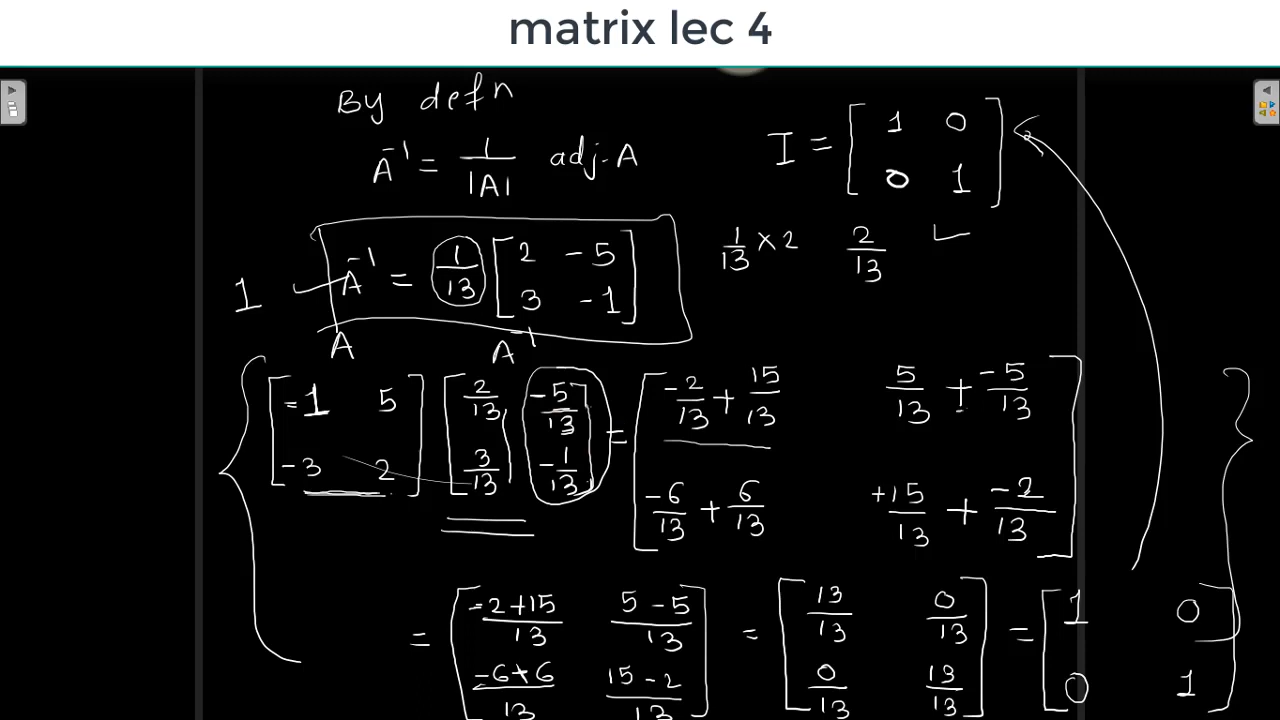 matrix lec 4
By defn
A⁻¹ = 1/|A| adj. A
I = [1 0; 0 1]
1 A⁻¹ = 1/13 [2 -5; 3 -1]
1/13 × 2 2/13
A A⁻¹
[-1 5; -3 2] [2/13 -5/13; 3/13 -1/13] = [-2/13 + 15/13 5/13 + -5/13; -6/13 + 6/13 +15/13 + -2/13]
= [-2+15/13 5-5/13; -6+6/13 15-2/13] = [13/13 0/13; 0/13 13/13] = [1 0; 0 1]